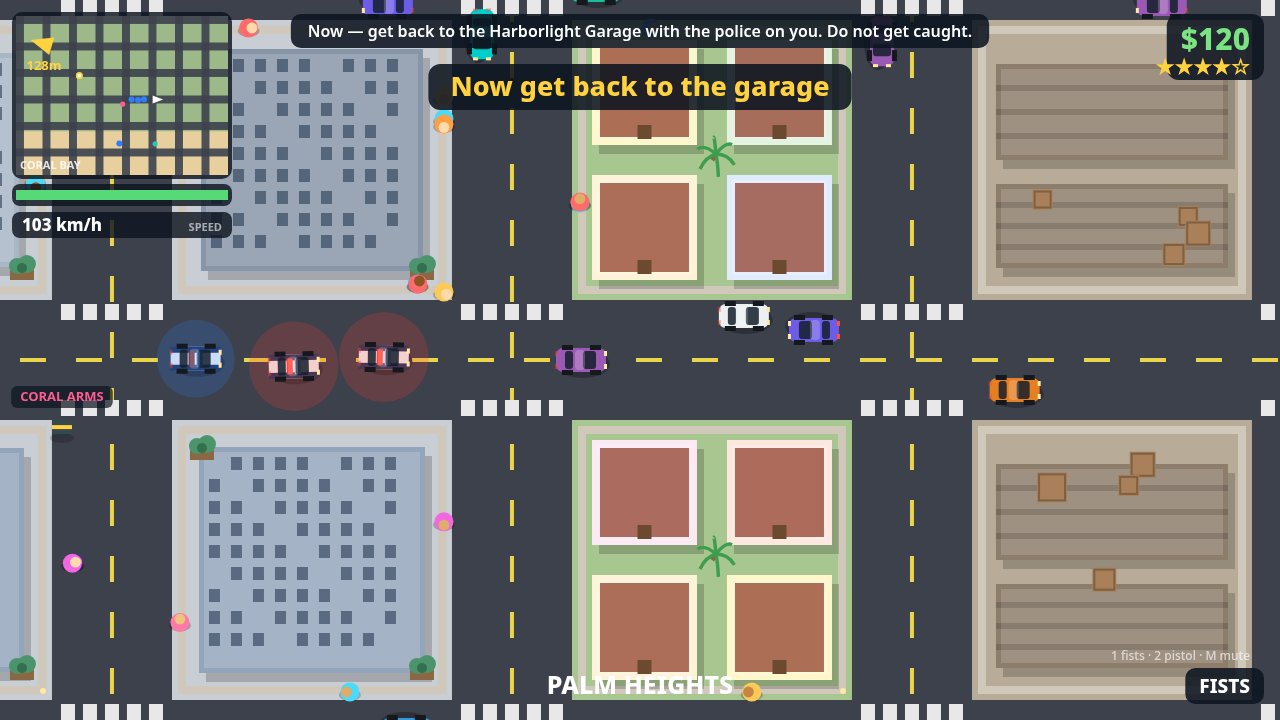 Now — get back to the Harborlight Garage with the police on you. Do not get caught.
$120
★★★★☆
Now get back to the garage
128m
CORAL BAY
103 km/h
SPEED
CORAL ARMS
PALM HEIGHTS
1 fists · 2 pistol · M mute
FISTS